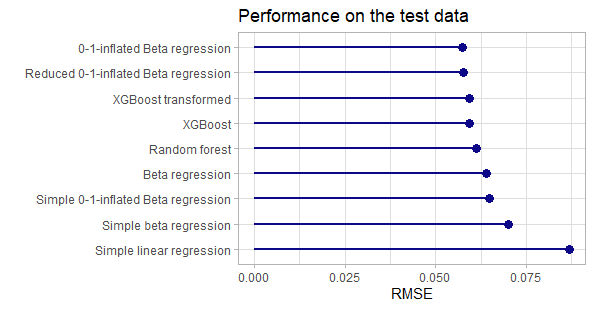 Performance on the test data
0-1-inflated Beta regression
Reduced 0-1-inflated Beta regression
XGBoost transformed
XGBoost
Random forest
Beta regression
Simple 0-1-inflated Beta regression
Simple beta regression
Simple linear regression
0.000 0.025 0.050 0.075
RMSE